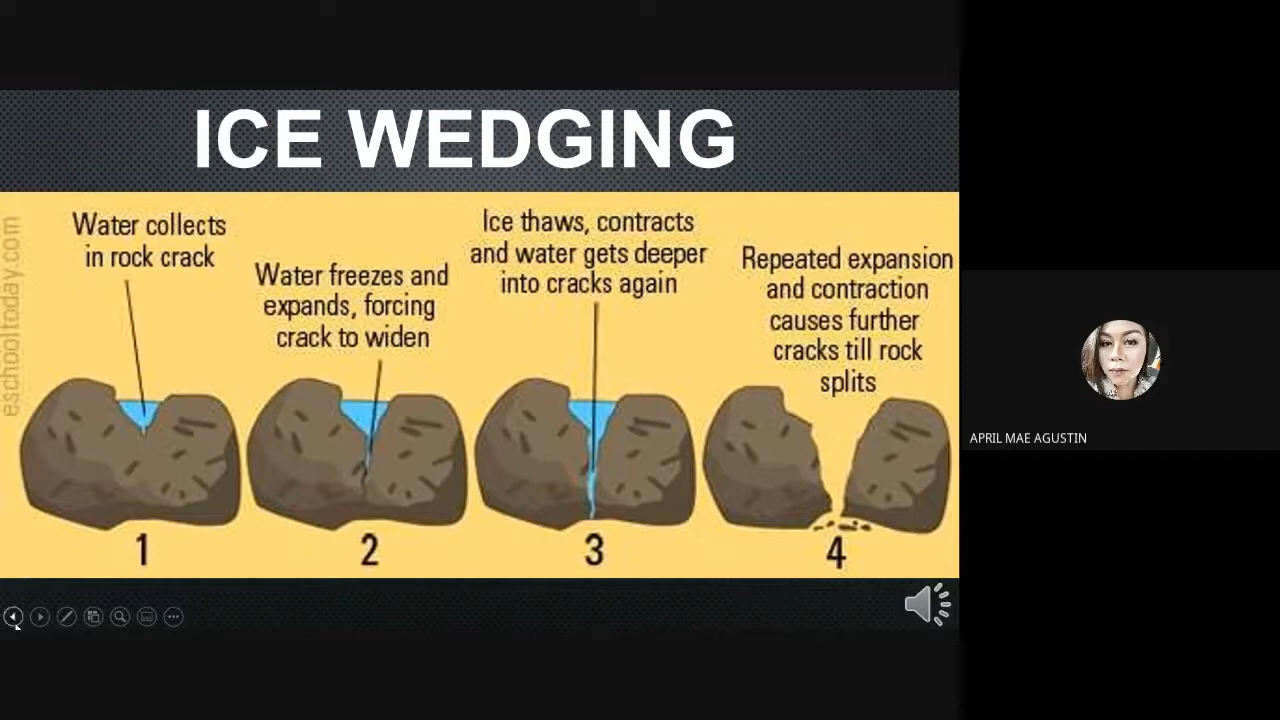 ICE WEDGING
eschooltoday.com
Water collects
in rock crack
Water freezes and
expands, forcing
crack to widen
Ice thaws, contracts
and water gets deeper
into cracks again
Repeated expansion
and contraction
causes further
cracks till rock
splits
1
2
3
4
APRIL MAE AGUSTIN